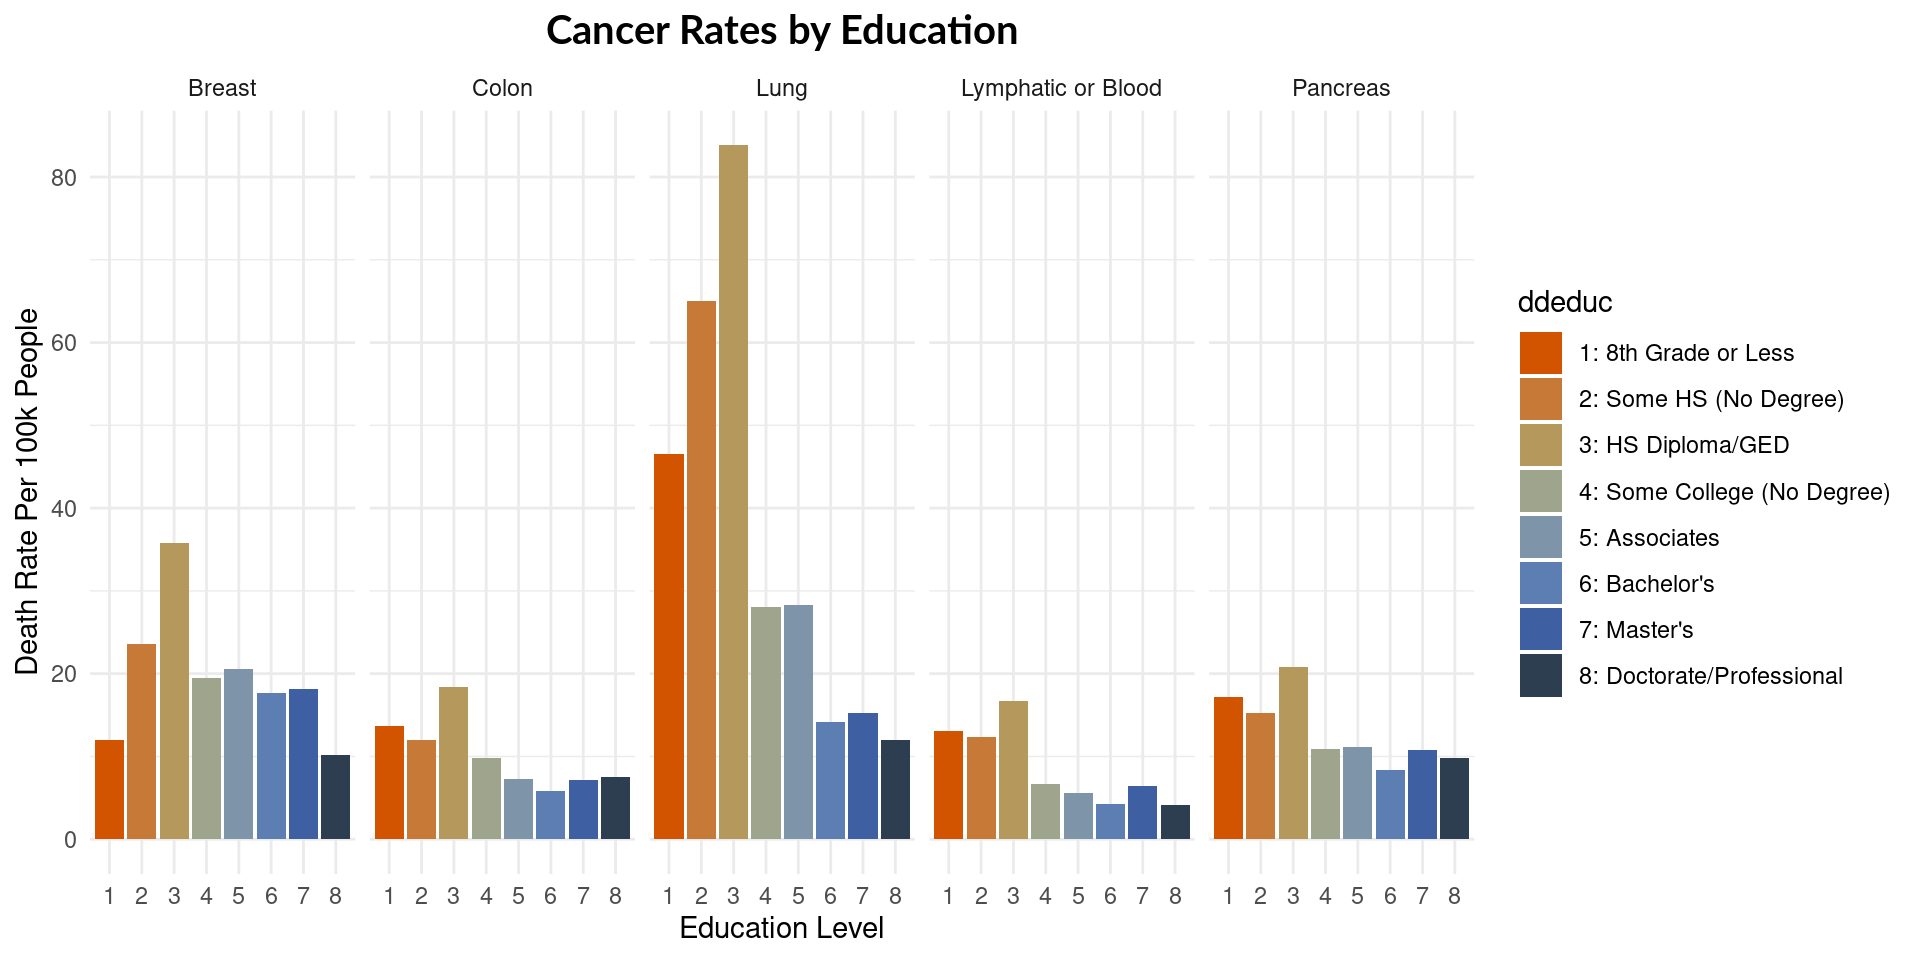 Cancer Rates by Education
Breast
Colon
Lung
Lymphatic or Blood
Pancreas
Death Rate Per 100k People
80
60
40
20
0
1 2 3 4 5 6 7 8
1 2 3 4 5 6 7 8
1 2 3 4 5 6 7 8
1 2 3 4 5 6 7 8
1 2 3 4 5 6 7 8
Education Level
ddeduc
1: 8th Grade or Less
2: Some HS (No Degree)
3: HS Diploma/GED
4: Some College (No Degree)
5: Associates
6: Bachelor's
7: Master's
8: Doctorate/Professional